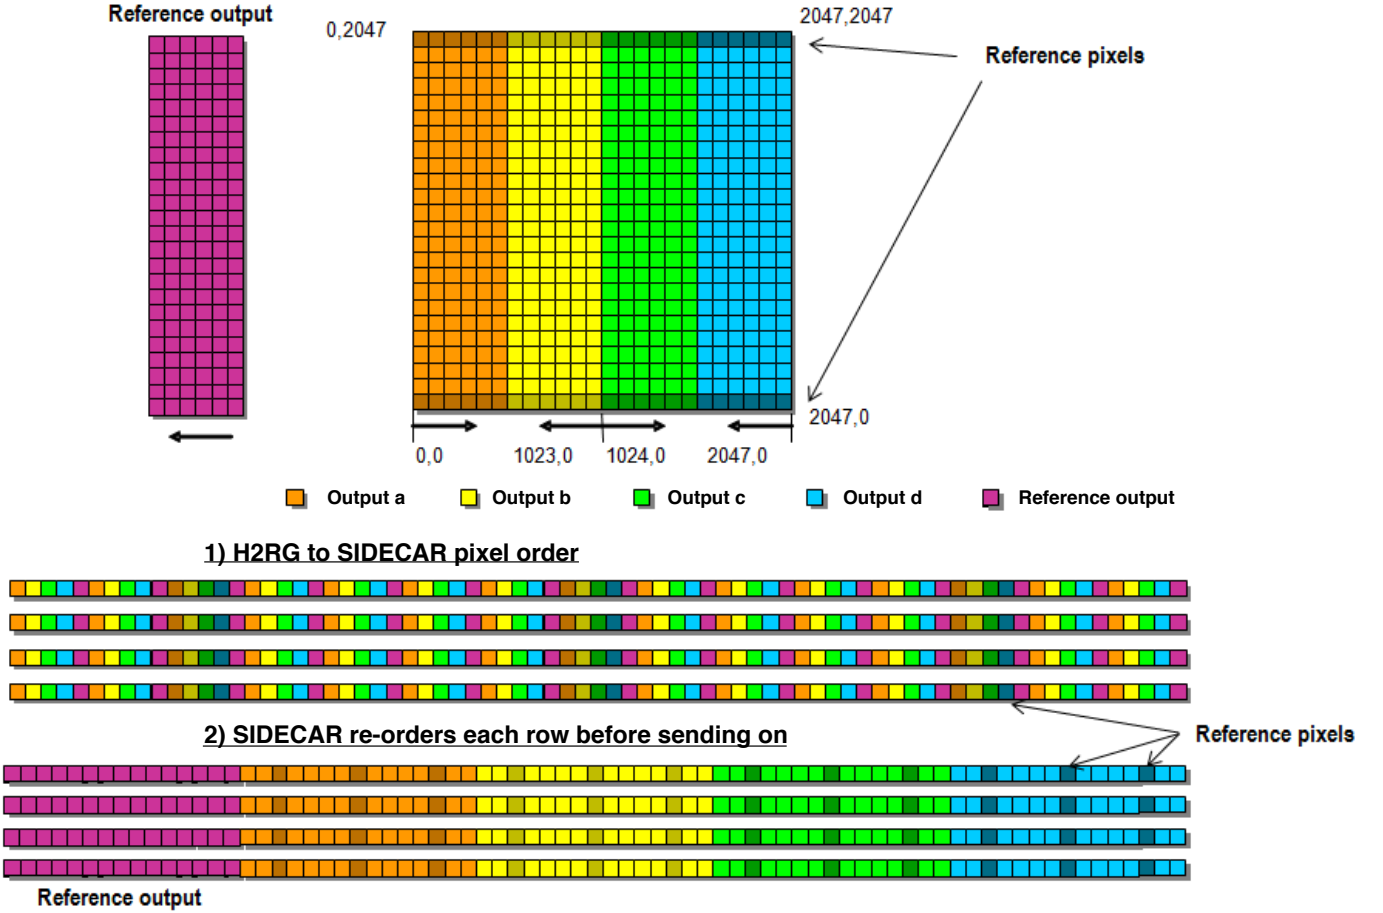 Reference output
0,2047
2047,2047
Reference pixels
2047,0
0,0
1023,0
1024,0
2047,0
Output a
Output b
Output c
Output d
Reference output
1) H2RG to SIDECAR pixel order
2) SIDECAR re-orders each row before sending on
Reference pixels
Reference output